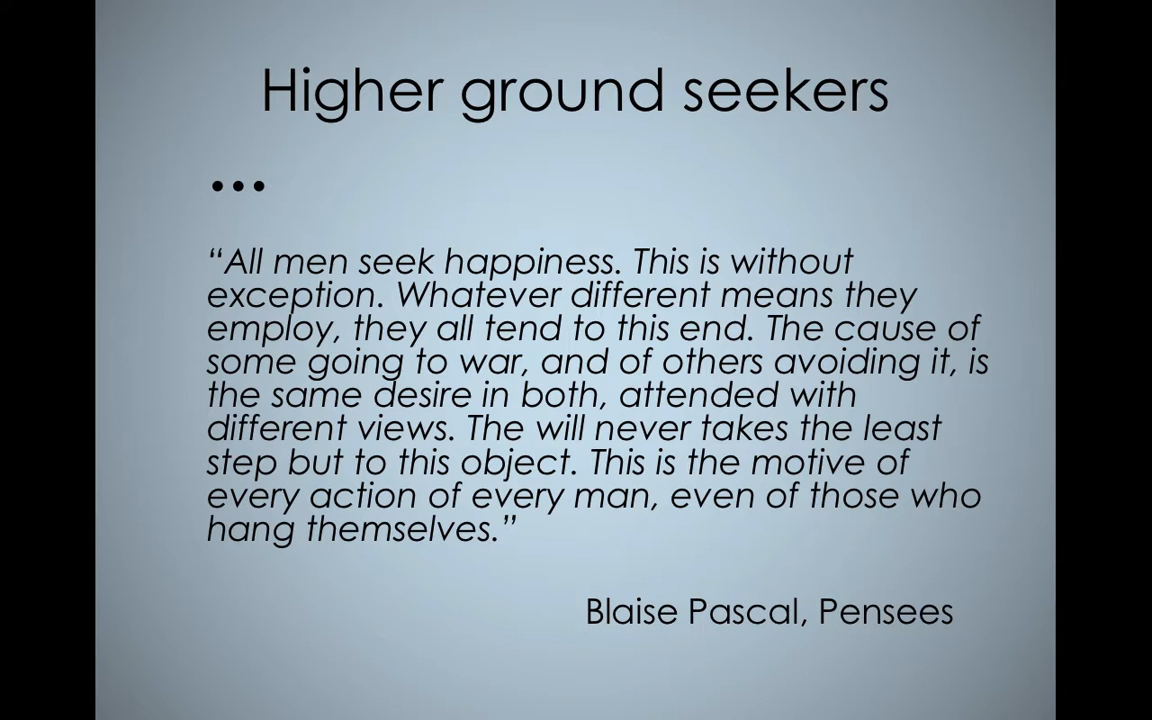 Higher ground seekers
...
“All men seek happiness. This is without
exception. Whatever different means they
employ, they all tend to this end. The cause of
some going to war, and of others avoiding it, is
the same desire in both, attended with
different views. The will never takes the least
step but to this object. This is the motive of
every action of every man, even of those who
hang themselves.”
Blaise Pascal, Pensees